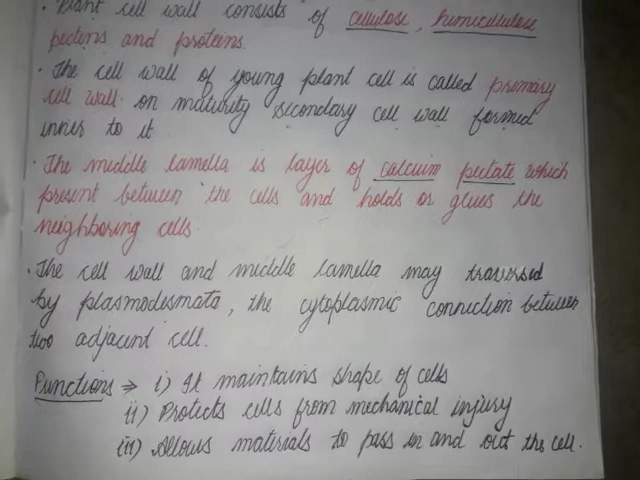 . Plant cell wall consists of cellulose, hemicellulose
pectins and proteins.
. The cell wall of young plant cell is called primary
cell wall. on maturity secondary cell wall formed
inner to it
. The middle lamella is layer of calcium pectate which
present between the cells and holds or glues the
neighboring cells.
. The cell wall and middle lamella may traversed
by plasmodesmata, the cytoplasmic connection between
two adjacent cell.
Functions ⇒ i) It maintains shape of cells
ii) Protects cells from mechanical injury
iii) Allows materials to pass in and out the cell.